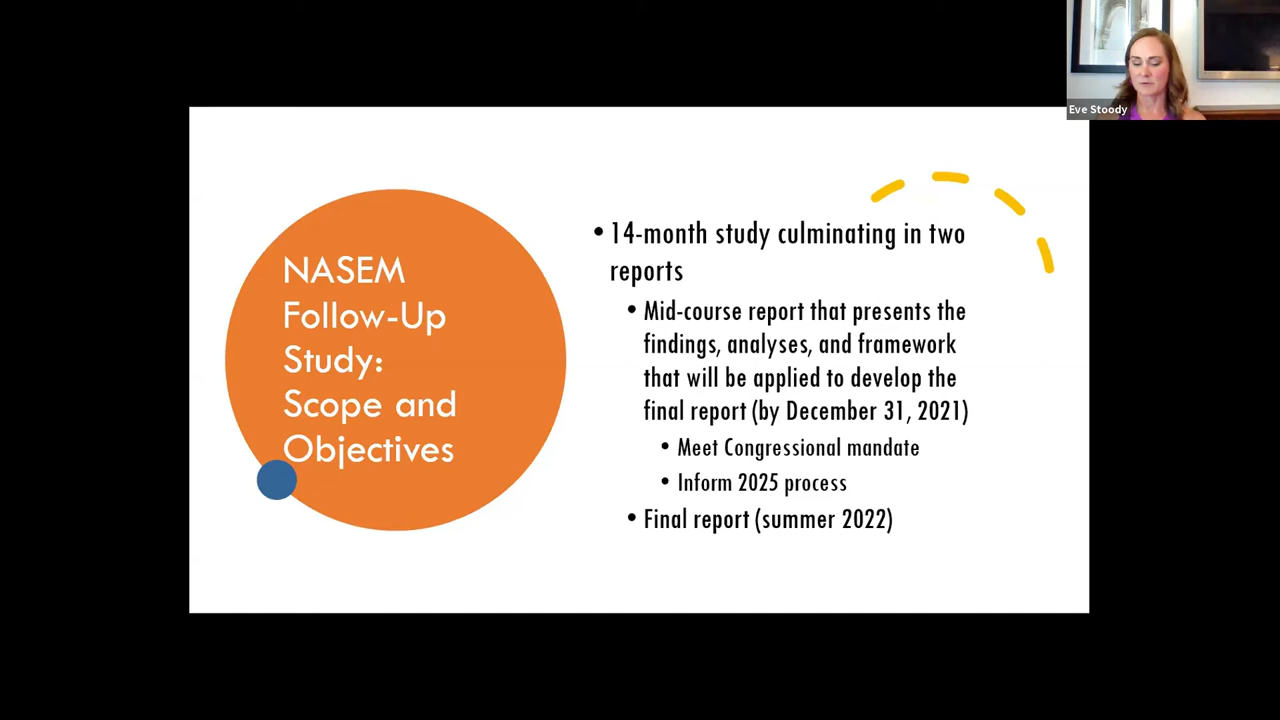 Eve Stoody
NASEM
Follow-Up
Study:
Scope and
Objectives
• 14-month study culminating in two
reports
• Mid-course report that presents the
findings, analyses, and framework
that will be applied to develop the
final report (by December 31, 2021)
• Meet Congressional mandate
• Inform 2025 process
• Final report (summer 2022)